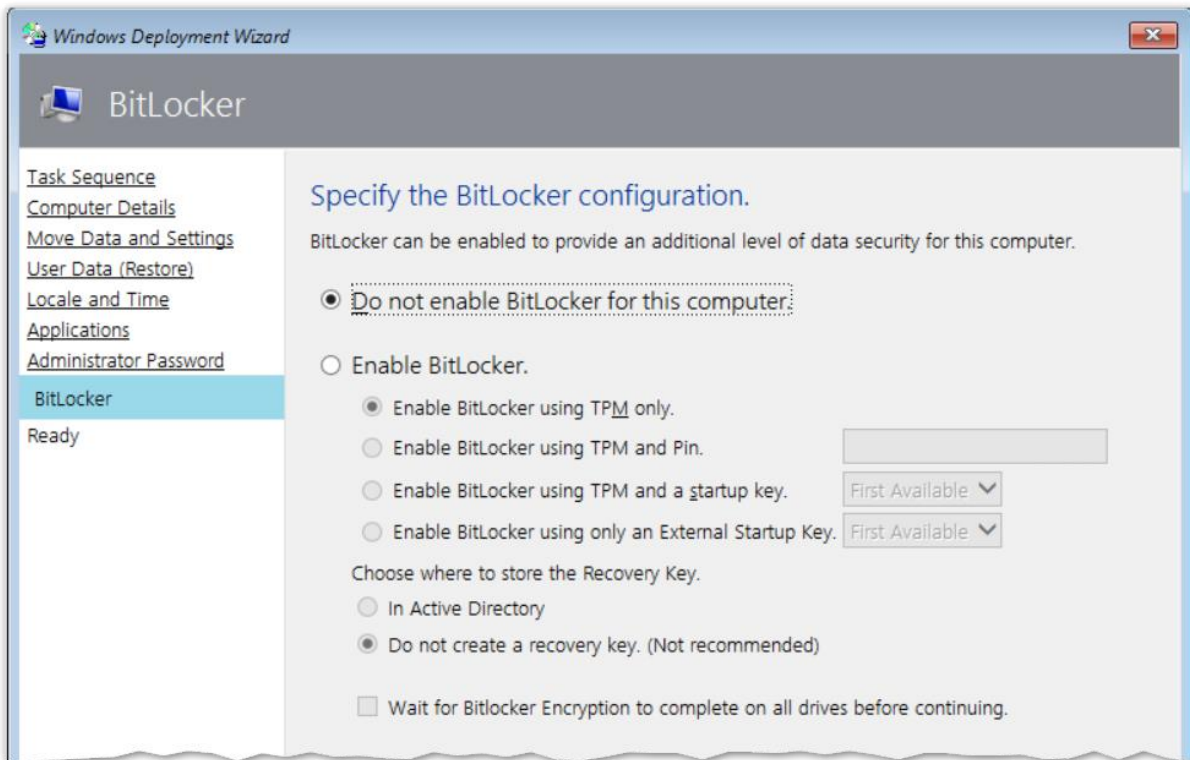 Windows Deployment Wizard
BitLocker
Task Sequence
Computer Details
Move Data and Settings
User Data (Restore)
Locale and Time
Applications
Administrator Password
BitLocker
Ready
Specify the BitLocker configuration.
BitLocker can be enabled to provide an additional level of data security for this computer.
Do not enable BitLocker for this computer.
Enable BitLocker.
Enable BitLocker using TPM only.
Enable BitLocker using TPM and Pin.
Enable BitLocker using TPM and a startup key. First Available
Enable BitLocker using only an External Startup Key. First Available
Choose where to store the Recovery Key.
In Active Directory
Do not create a recovery key. (Not recommended)
Wait for Bitlocker Encryption to complete on all drives before continuing.